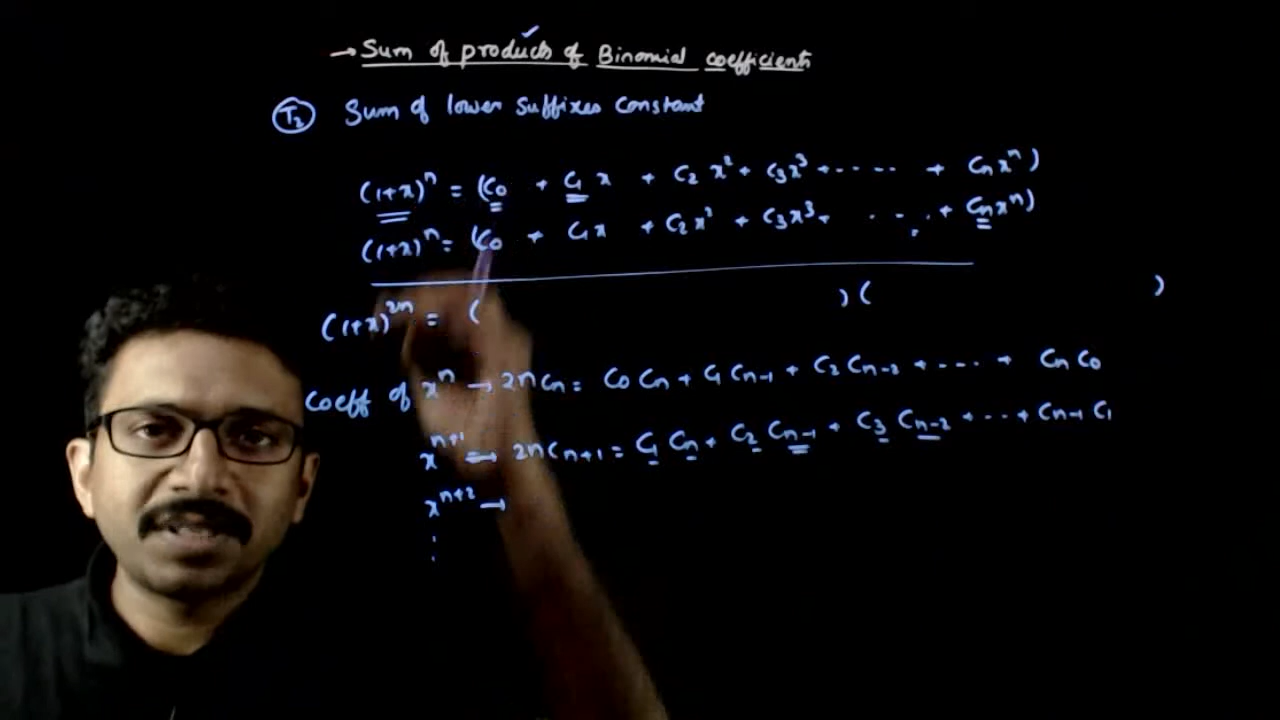 → Sum of products of Binomial coefficients
T₂ Sum of lower suffixes constant
(1+x)ⁿ = (C₀ + C₁x + C₂x² + C₃x³ + ..... + Cₙxⁿ)
(1+x)ⁿ = (C₀ + C₁x + C₂x² + C₃x³ + ..... + Cₙxⁿ)
(1+x)²ⁿ = ( ) ( )
Coeff of xⁿ → 2nCₙ = C₀Cₙ + C₁Cₙ₋₁ + C₂Cₙ₋₂ + .... + CₙC₀
xⁿ⁺¹ → 2nCₙ₊₁ = C₁Cₙ + C₂Cₙ₋₁ + C₃Cₙ₋₂ + ... + Cₙ₋₁C₁
xⁿ⁺² →
⋮